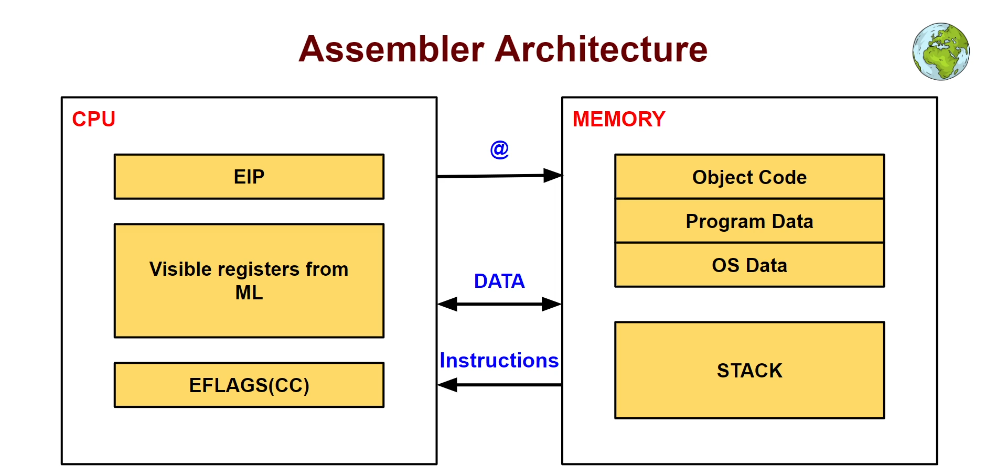 Assembler Architecture
CPU
EIP
Visible registers from
ML
EFLAGS(CC)
@
DATA
Instructions
MEMORY
Object Code
Program Data
OS Data
STACK